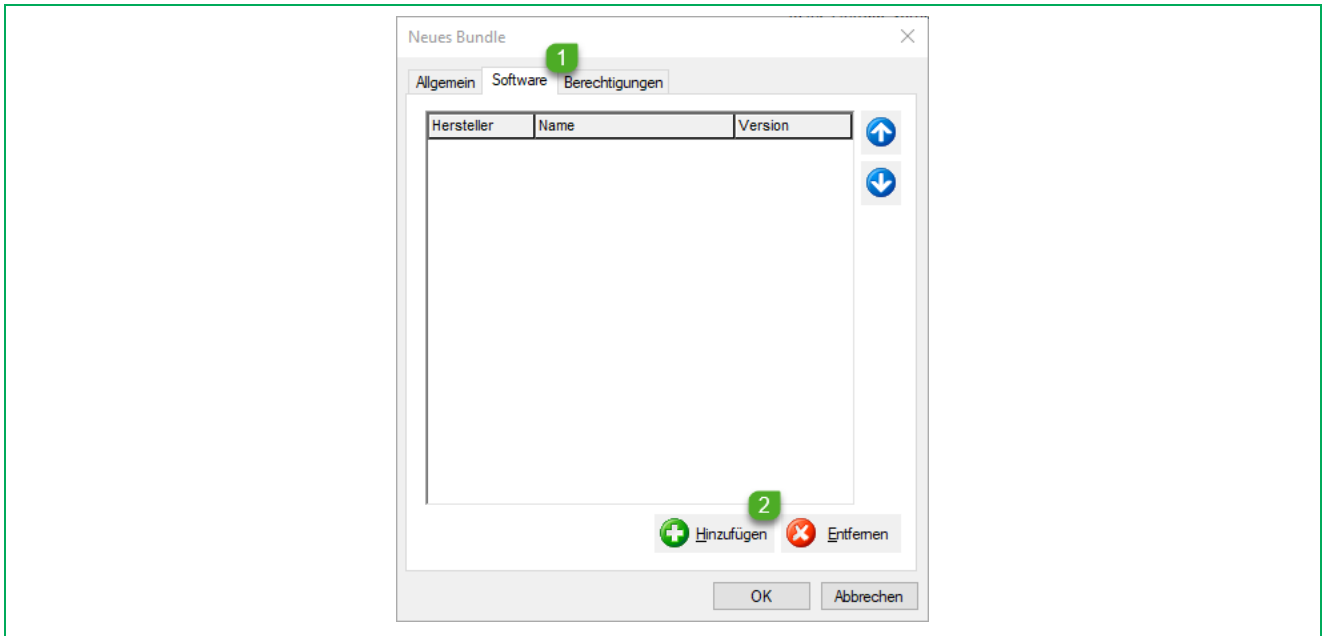 Neues Bundle
1
Allgemein Software Berechtigungen
Hersteller Name Version
2
Hinzufügen Entfernen
OK Abbrechen